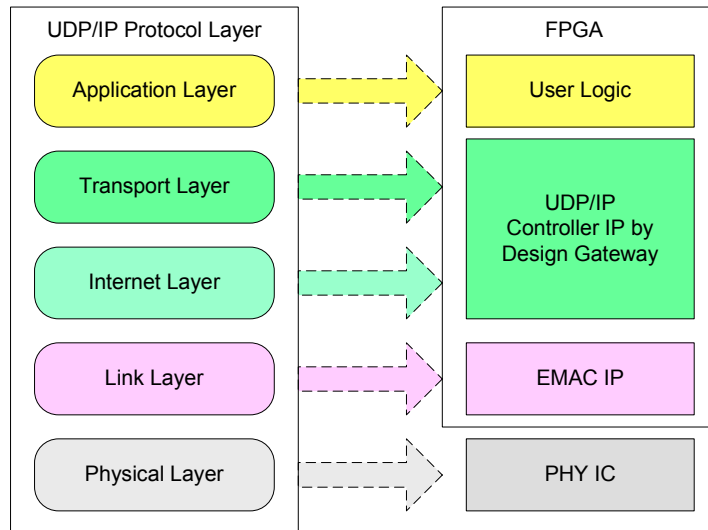 UDP/IP Protocol Layer
FPGA
Application Layer
User Logic
Transport Layer
UDP/IP
Controller IP by
Design Gateway
Internet Layer
Link Layer
EMAC IP
Physical Layer
PHY IC